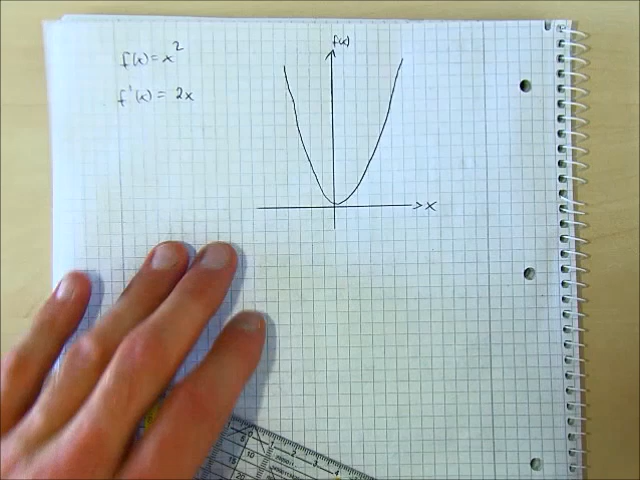 f(x) = x²
f'(x) = 2x
f(x)
x